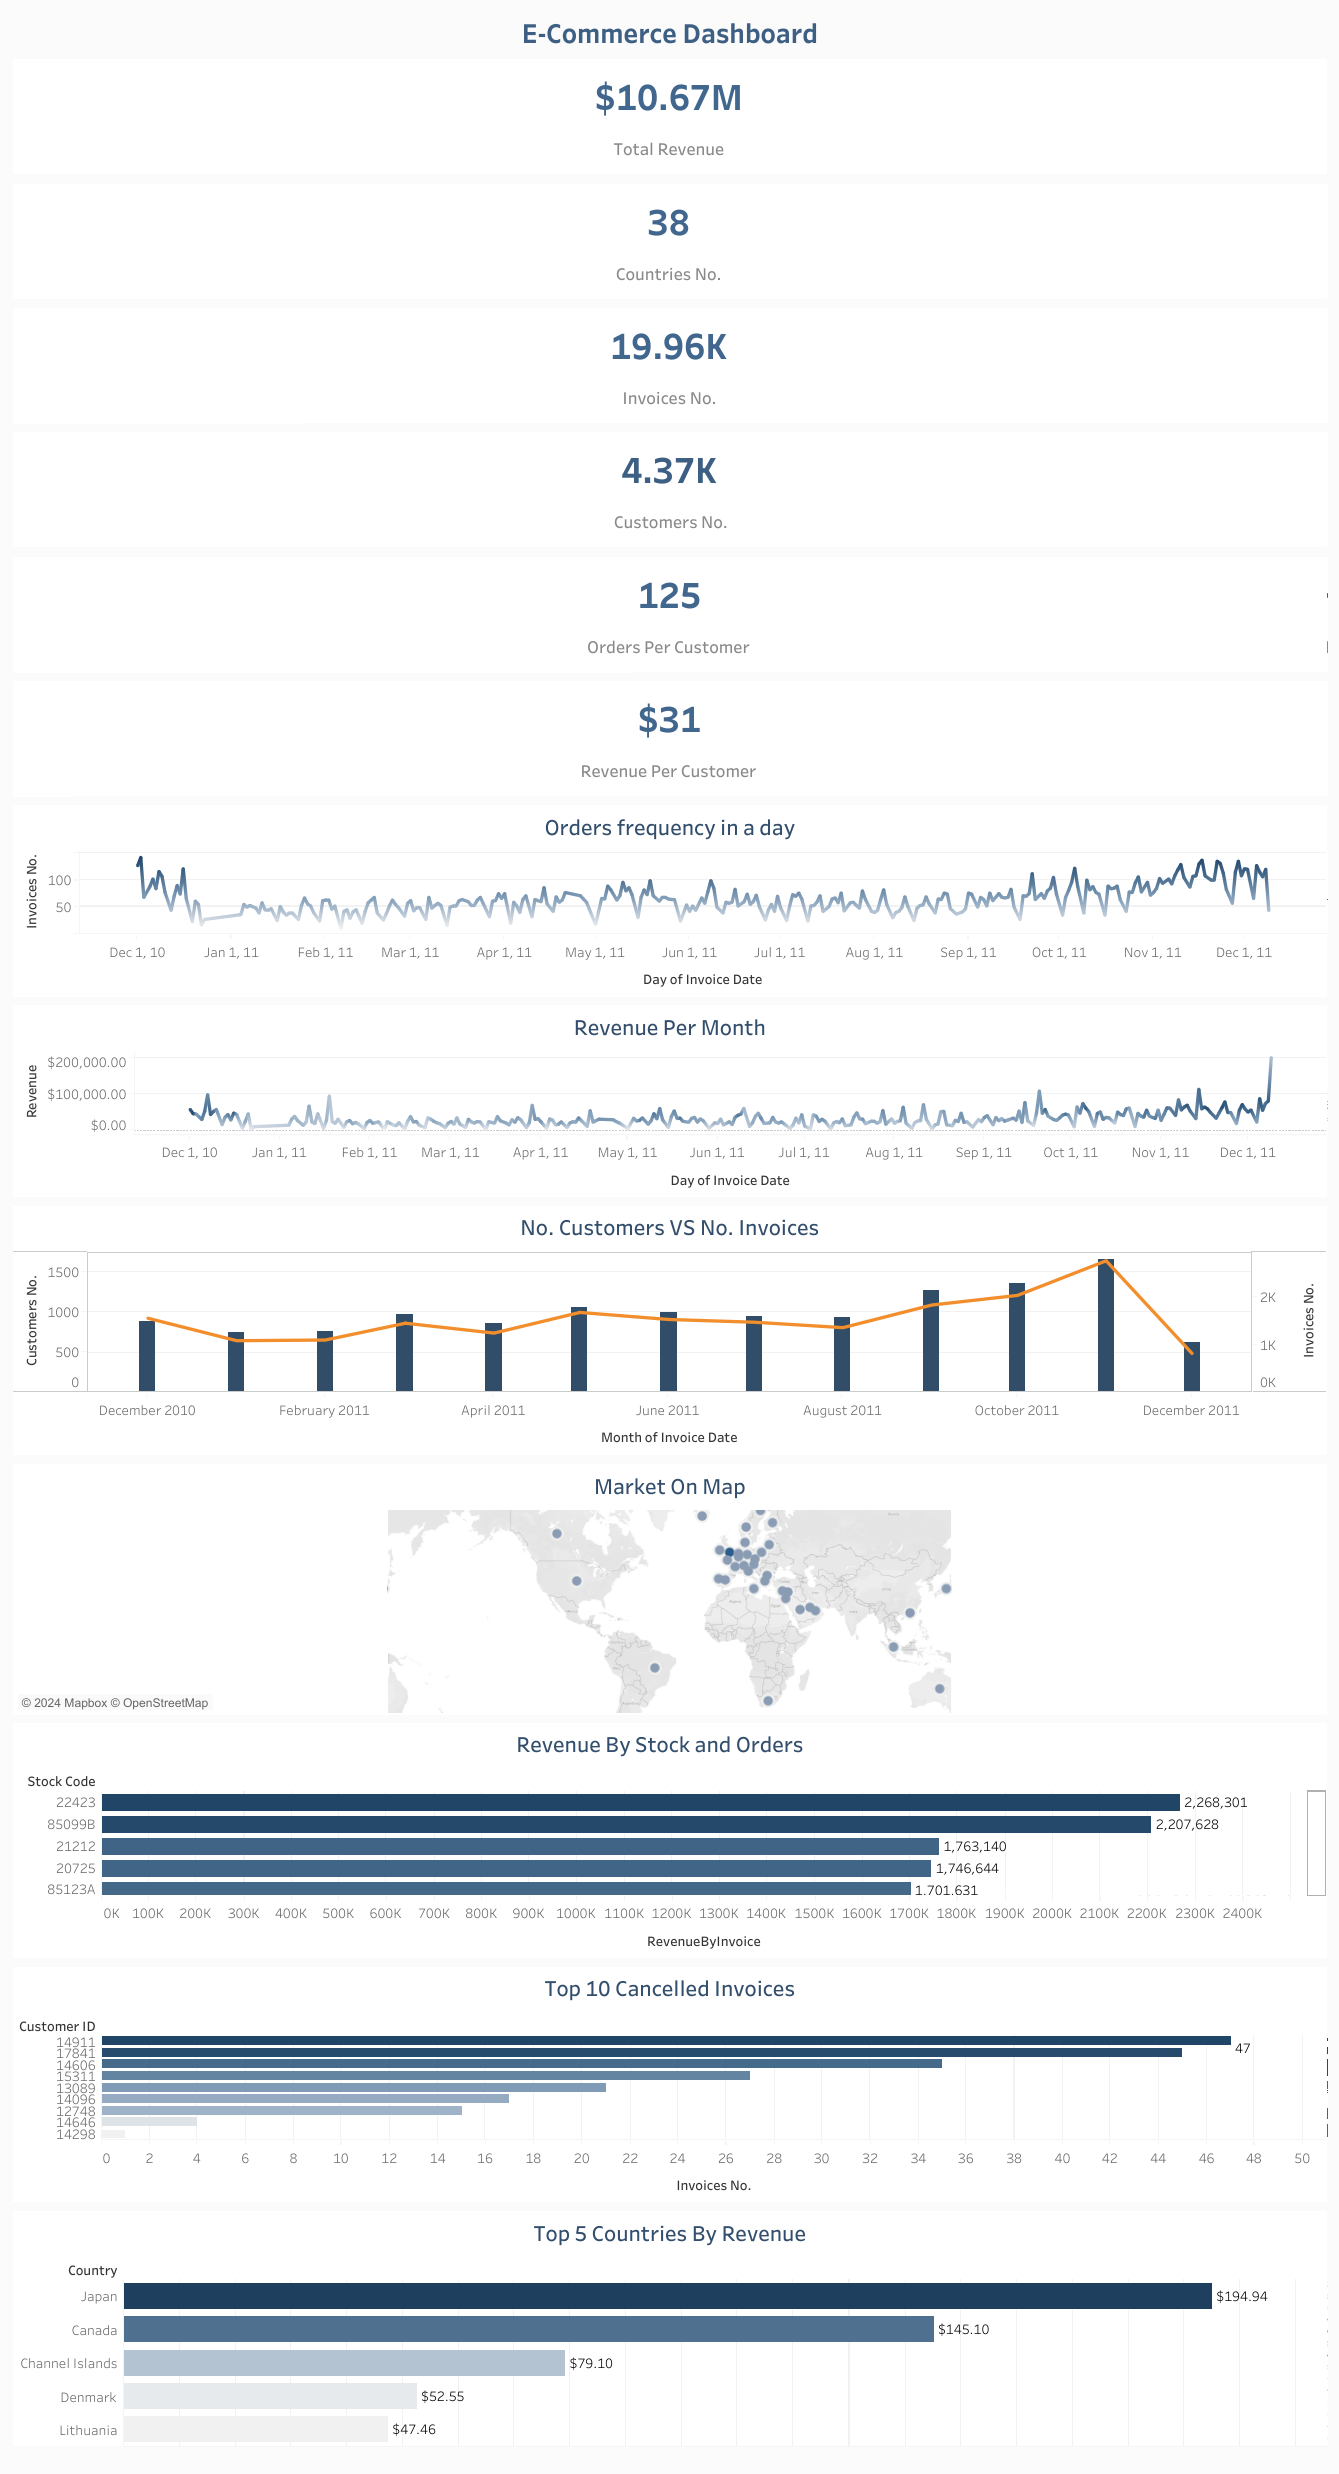 E-Commerce Dashboard
$10.67M
Total Revenue
38
Countries No.
19.96K
Invoices No.
4.37K
Customers No.
125
Orders Per Customer
$31
Revenue Per Customer
Orders frequency in a day
Invoices No.
100
50
Dec 1, 10 Jan 1, 11 Feb 1, 11 Mar 1, 11 Apr 1, 11 May 1, 11 Jun 1, 11 Jul 1, 11 Aug 1, 11 Sep 1, 11 Oct 1, 11 Nov 1, 11 Dec 1, 11
Day of Invoice Date
Revenue Per Month
Revenue
$200,000.00
$100,000.00
$0.00
Dec 1, 10 Jan 1, 11 Feb 1, 11 Mar 1, 11 Apr 1, 11 May 1, 11 Jun 1, 11 Jul 1, 11 Aug 1, 11 Sep 1, 11 Oct 1, 11 Nov 1, 11 Dec 1, 11
Day of Invoice Date
No. Customers VS No. Invoices
Customers No.
1500
1000
500
0
2K
1K
0K
Invoices No.
December 2010 February 2011 April 2011 June 2011 August 2011 October 2011 December 2011
Month of Invoice Date
Market On Map
© 2024 Mapbox © OpenStreetMap
Revenue By Stock and Orders
Stock Code
22423 2,268,301
85099B 2,207,628
21212 1,763,140
20725 1,746,644
85123A 1,701,631
0K 100K 200K 300K 400K 500K 600K 700K 800K 900K 1000K 1100K 1200K 1300K 1400K 1500K 1600K 1700K 1800K 1900K 2000K 2100K 2200K 2300K 2400K
RevenueByInvoice
Top 10 Cancelled Invoices
Customer ID
14911 47
17841
14606
15311
13089
14096
12748
14646
14298
0 2 4 6 8 10 12 14 16 18 20 22 24 26 28 30 32 34 36 38 40 42 44 46 48 50
Invoices No.
Top 5 Countries By Revenue
Country
Japan $194.94
Canada $145.10
Channel Islands $79.10
Denmark $52.55
Lithuania $47.46